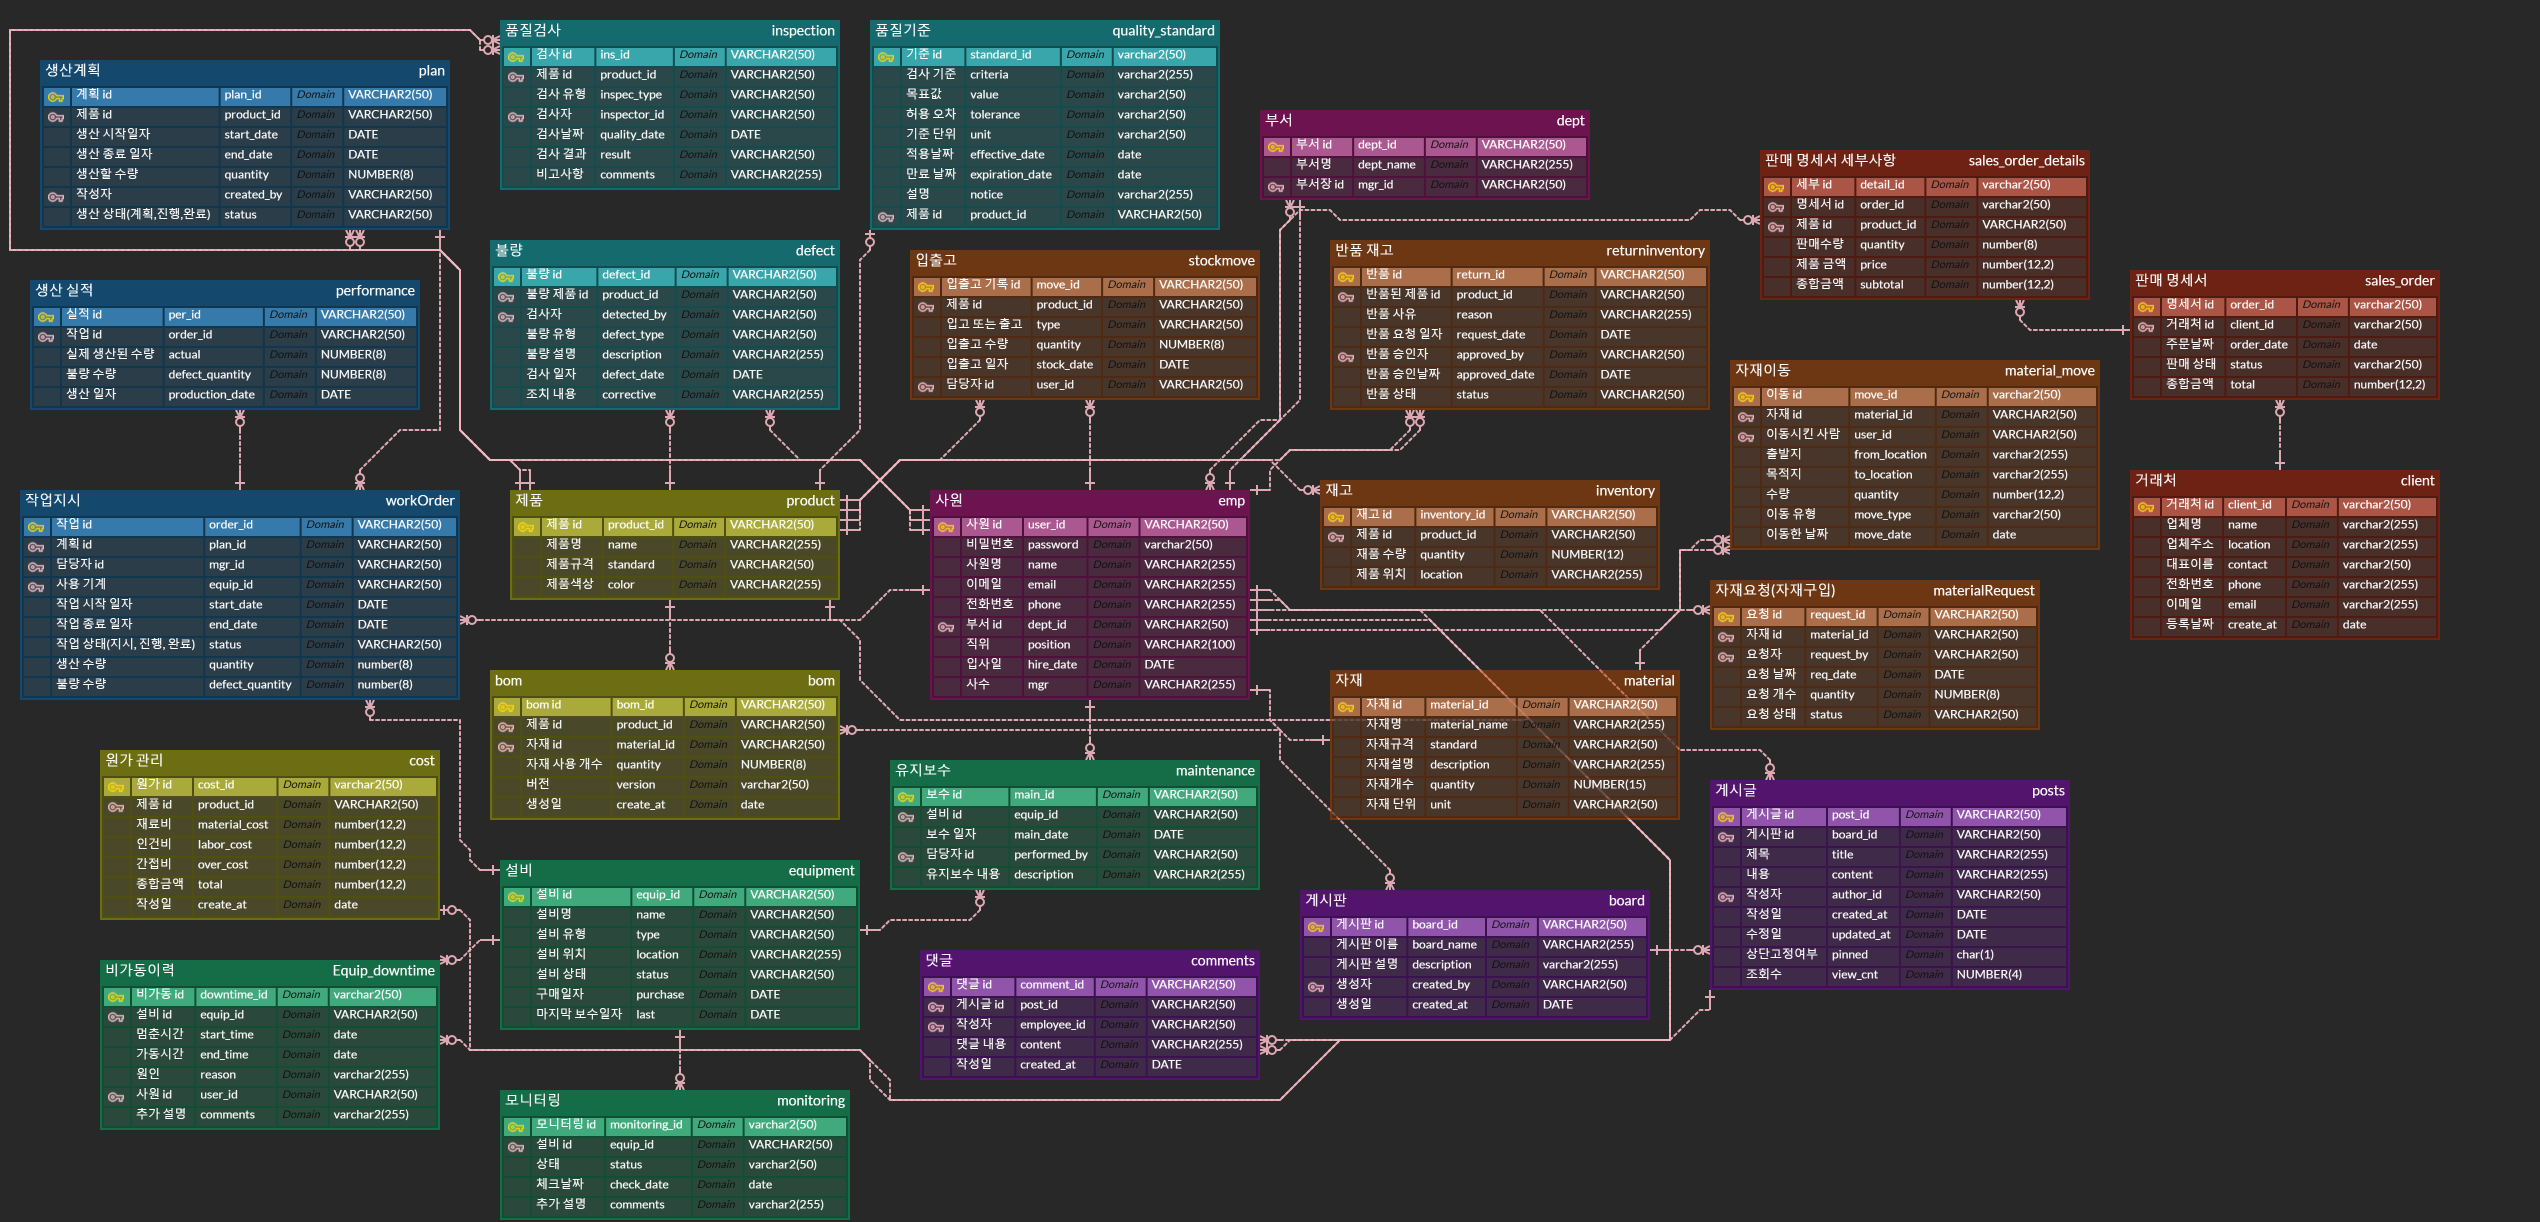 품질검사 inspection
검사 id ins_id Domain VARCHAR2(50)
제품 id product_id Domain VARCHAR2(50)
검사 유형 inspec_type Domain VARCHAR2(50)
검사자 inspector_id Domain VARCHAR2(50)
검사날짜 quality_date Domain DATE
검사 결과 result Domain VARCHAR2(50)
비고사항 comments Domain VARCHAR2(255)
품질기준 quality_standard
기준 id standard_id Domain varchar2(50)
검사 기준 criteria Domain varchar2(255)
목표값 value Domain varchar2(50)
허용 오차 tolerance Domain varchar2(50)
기준 단위 unit Domain varchar2(50)
적용날짜 effective_date Domain date
만료 날짜 expiration_date Domain date
설명 notice Domain varchar2(255)
제품 id product_id Domain VARCHAR2(50)
생산계획 plan
계획 id plan_id Domain VARCHAR2(50)
제품 id product_id Domain VARCHAR2(50)
생산 시작일자 start_date Domain DATE
생산 종료 일자 end_date Domain DATE
생산할 수량 quantity Domain NUMBER(8)
작성자 created_by Domain VARCHAR2(50)
생산 상태(계획,진행,완료) status Domain VARCHAR2(50)
부서 dept
부서 id dept_id Domain VARCHAR2(50)
부서명 dept_name Domain VARCHAR2(255)
부서장 id mgr_id Domain VARCHAR2(50)
판매 명세서 세부사항 sales_order_details
세부 id detail_id Domain varchar2(50)
명세서 id order_id Domain varchar2(50)
제품 id product_id Domain VARCHAR2(50)
판매수량 quantity Domain number(8)
제품 금액 price Domain number(12,2)
종합금액 subtotal Domain number(12,2)
불량 defect
불량 id defect_id Domain VARCHAR2(50)
불량 제품 id product_id Domain VARCHAR2(50)
검사자 detected_by Domain VARCHAR2(50)
불량 유형 defect_type Domain VARCHAR2(50)
불량 설명 description Domain VARCHAR2(255)
검사 일자 defect_date Domain DATE
조치 내용 corrective Domain VARCHAR2(255)
입출고 stockmove
입출고 기록 id move_id Domain VARCHAR2(50)
제품 id product_id Domain VARCHAR2(50)
입고 또는 출고 type Domain VARCHAR2(50)
입출고 수량 quantity Domain NUMBER(8)
입출고 일자 stock_date Domain DATE
담당자 id user_id Domain VARCHAR2(50)
반품 재고 returninventory
반품 id return_id Domain VARCHAR2(50)
반품된 제품 id product_id Domain VARCHAR2(50)
반품 사유 reason Domain VARCHAR2(255)
반품 요청 일자 request_date Domain DATE
반품 승인자 approved_by Domain VARCHAR2(50)
반품 승인날짜 approved_date Domain DATE
반품 상태 status Domain VARCHAR2(50)
판매 명세서 sales_order
명세서 id order_id Domain varchar2(50)
거래처 id client_id Domain varchar2(50)
주문날짜 order_date Domain date
판매 상태 status Domain varchar2(50)
종합금액 total Domain number(12,2)
생산 실적 performance
실적 id per_id Domain VARCHAR2(50)
작업 id order_id Domain VARCHAR2(50)
실제 생산된 수량 actual Domain NUMBER(8)
불량 수량 defect_quantity Domain NUMBER(8)
생산 일자 production_date Domain DATE
자재이동 material_move
이동 id move_id Domain varchar2(50)
자재 id material_id Domain VARCHAR2(50)
이동시킨 사람 user_id Domain VARCHAR2(50)
출발지 from_location Domain varchar2(255)
목적지 to_location Domain varchar2(255)
수량 quantity Domain number(12,2)
이동 유형 move_type Domain varchar2(50)
이동한 날짜 move_date Domain date
거래처 client
거래처 id client_id Domain varchar2(50)
업체명 name Domain varchar2(255)
업체주소 location Domain varchar2(255)
대표이름 contact Domain varchar2(50)
전화번호 phone Domain varchar2(255)
이메일 email Domain varchar2(255)
등록날짜 create_at Domain date
작업지시 workOrder
작업 id order_id Domain VARCHAR2(50)
계획 id plan_id Domain VARCHAR2(50)
담당자 id mgr_id Domain VARCHAR2(50)
사용 기계 equip_id Domain VARCHAR2(50)
작업 시작 일자 start_date Domain DATE
작업 종료 일자 end_date Domain DATE
작업 상태(지시, 진행, 완료) status Domain VARCHAR2(50)
생산 수량 quantity Domain number(8)
불량 수량 defect_quantity Domain number(8)
제품 product
제품 id product_id Domain VARCHAR2(50)
제품명 name Domain VARCHAR2(255)
제품규격 standard Domain VARCHAR2(50)
제품색상 color Domain VARCHAR2(255)
사원 emp
사원 id user_id Domain VARCHAR2(50)
비밀번호 password Domain varchar2(50)
사원명 name Domain VARCHAR2(255)
이메일 email Domain VARCHAR2(255)
전화번호 phone Domain VARCHAR2(255)
부서 id dept_id Domain VARCHAR2(50)
직위 position Domain VARCHAR2(100)
입사일 hire_date Domain DATE
사수 mgr Domain VARCHAR2(255)
재고 inventory
재고 id inventory_id Domain VARCHAR2(50)
제품 id product_id Domain VARCHAR2(50)
재품 수량 quantity Domain NUMBER(12)
제품 위치 location Domain VARCHAR2(255)
자재요청(자재구입) materialRequest
요청 id request_id Domain VARCHAR2(50)
자재 id material_id Domain VARCHAR2(50)
요청자 request_by Domain VARCHAR2(50)
요청 날짜 req_date Domain DATE
요청 개수 quantity Domain NUMBER(8)
요청 상태 status Domain VARCHAR2(50)
bom bom
bom id bom_id Domain VARCHAR2(50)
제품 id product_id Domain VARCHAR2(50)
자재 id material_id Domain VARCHAR2(50)
자재 사용 개수 quantity Domain NUMBER(8)
버전 version Domain varchar2(50)
생성일 create_at Domain date
자재 material
자재 id material_id Domain VARCHAR2(50)
자재명 material_name Domain VARCHAR2(255)
자재규격 standard Domain VARCHAR2(50)
자재설명 description Domain VARCHAR2(255)
자재개수 quantity Domain NUMBER(15)
자재 단위 unit Domain VARCHAR2(50)
원가 관리 cost
원가 id cost_id Domain varchar2(50)
제품 id product_id Domain VARCHAR2(50)
재료비 material_cost Domain number(12,2)
인건비 labor_cost Domain number(12,2)
간접비 over_cost Domain number(12,2)
종합금액 total Domain number(12,2)
작성일 create_at Domain date
유지보수 maintenance
보수 id main_id Domain VARCHAR2(50)
설비 id equip_id Domain VARCHAR2(50)
보수 일자 main_date Domain DATE
담당자 id performed_by Domain VARCHAR2(50)
유지보수 내용 description Domain VARCHAR2(255)
게시글 posts
게시글 id post_id Domain VARCHAR2(50)
게시판 id board_id Domain VARCHAR2(50)
제목 title Domain VARCHAR2(255)
내용 content Domain VARCHAR2(255)
작성자 author_id Domain VARCHAR2(50)
작성일 created_at Domain DATE
수정일 updated_at Domain DATE
상단고정여부 pinned Domain char(1)
조회수 view_cnt Domain NUMBER(4)
설비 equipment
설비 id equip_id Domain VARCHAR2(50)
설비명 name Domain VARCHAR2(50)
설비 유형 type Domain VARCHAR2(50)
설비 위치 location Domain VARCHAR2(255)
설비 상태 status Domain VARCHAR2(50)
구매일자 purchase Domain DATE
마지막 보수일자 last Domain DATE
게시판 board
게시판 id board_id Domain VARCHAR2(50)
게시판 이름 board_name Domain VARCHAR2(255)
게시판 설명 description Domain varchar2(255)
생성자 created_by Domain VARCHAR2(50)
생성일 created_at Domain DATE
비가동이력 Equip_downtime
비가동 id downtime_id Domain varchar2(50)
설비 id equip_id Domain VARCHAR2(50)
멈춘시간 start_time Domain date
가동시간 end_time Domain date
원인 reason Domain varchar2(255)
사원 id user_id Domain VARCHAR2(50)
추가 설명 comments Domain varchar2(255)
댓글 comments
댓글 id comment_id Domain VARCHAR2(50)
게시글 id post_id Domain VARCHAR2(50)
작성자 employee_id Domain VARCHAR2(50)
댓글 내용 content Domain VARCHAR2(255)
작성일 created_at Domain DATE
모니터링 monitoring
모니터링 id monitoring_id Domain varchar2(50)
설비 id equip_id Domain VARCHAR2(50)
상태 status Domain varchar2(50)
체크날짜 check_date Domain date
추가 설명 comments Domain varchar2(255)